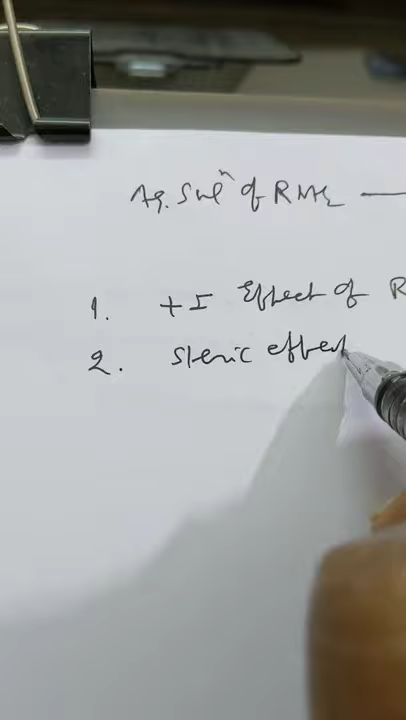 Aq. Solⁿ of RNH₂ —
1. +I Effect of R
2. Steric effect